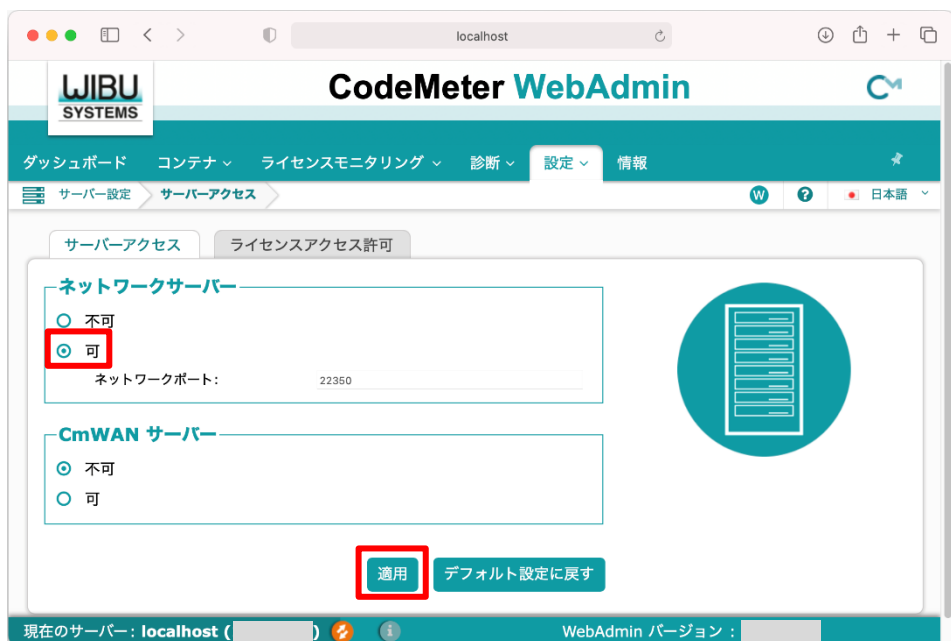 localhost
WIBU
SYSTEMS
CodeMeter WebAdmin
ダッシュボード コンテナ ライセンスモニタリング 診断 設定 情報
サーバー設定 サーバーアクセス W ? 日本語
サーバーアクセス ライセンスアクセス許可
ネットワークサーバー
不可
可
ネットワークポート: 22350
CmWAN サーバー
不可
可
適用 デフォルト設定に戻す
現在のサーバー: localhost ( ) i WebAdmin バージョン :